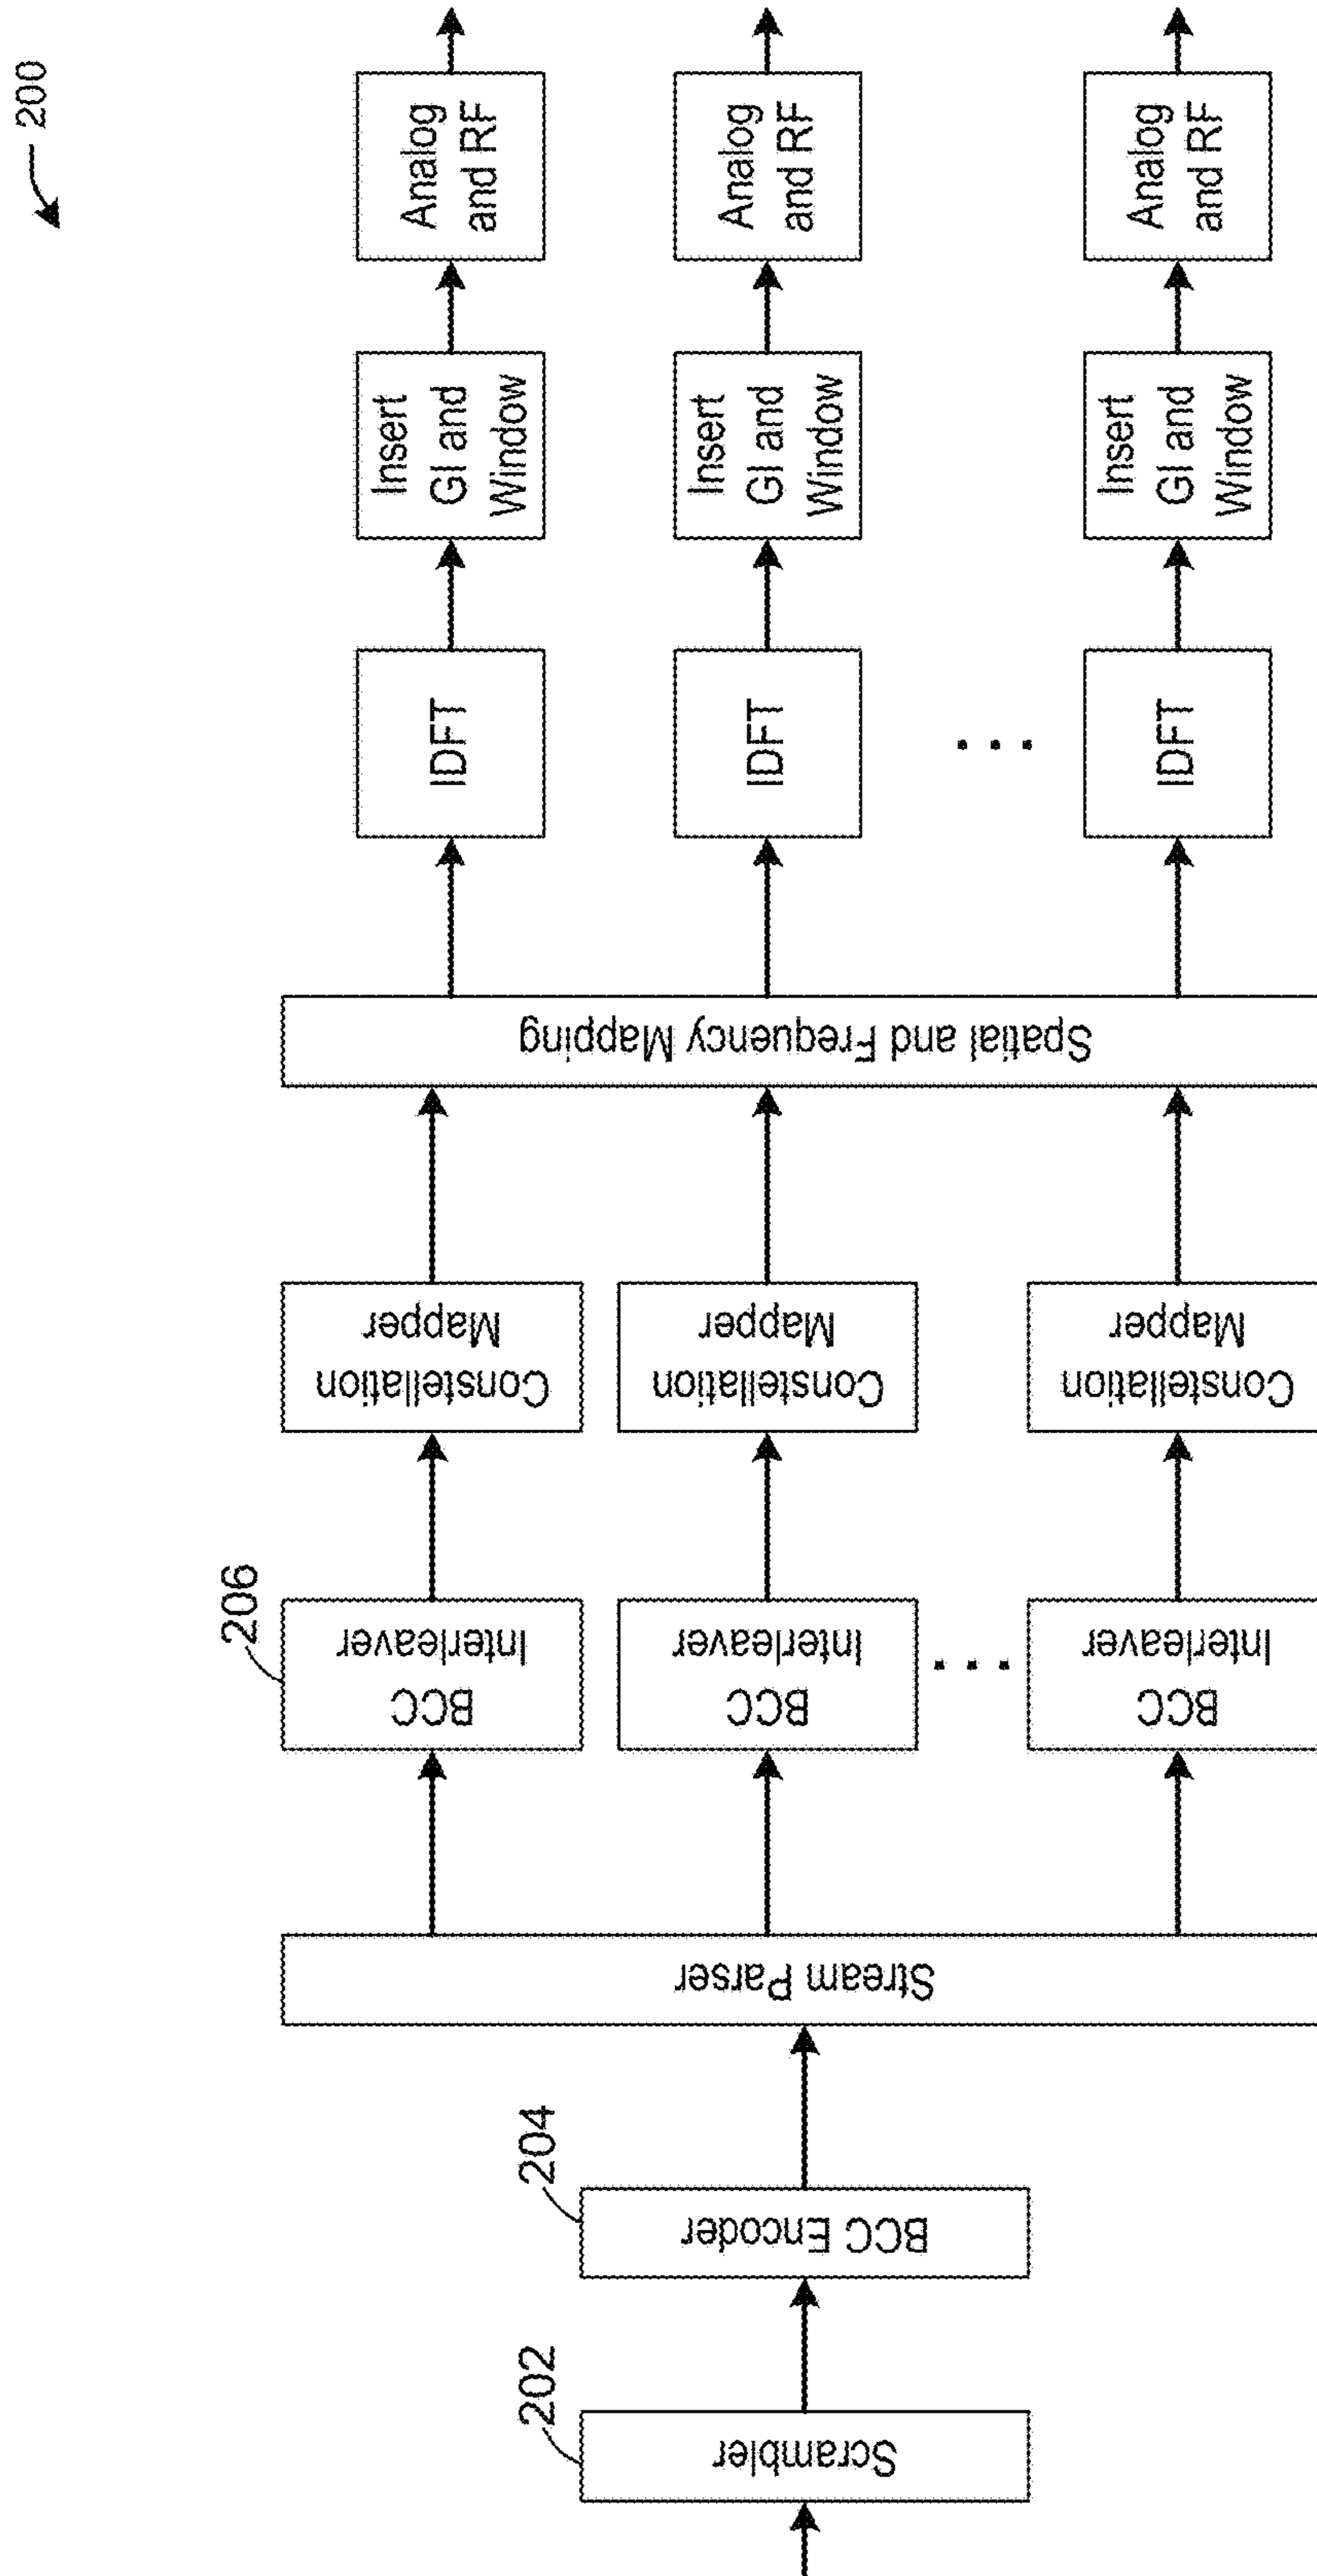 200
202
Scrambler
204
BCC Encoder
Stream Parser
206
BCC
Interleaver
BCC
Interleaver
. . .
BCC
Interleaver
Constellation
Mapper
Constellation
Mapper
Constellation
Mapper
Spatial and Frequency Mapping
IDFT
IDFT
. . .
IDFT
Insert
GI and
Window
Insert
GI and
Window
Insert
GI and
Window
Analog
and RF
Analog
and RF
Analog
and RF